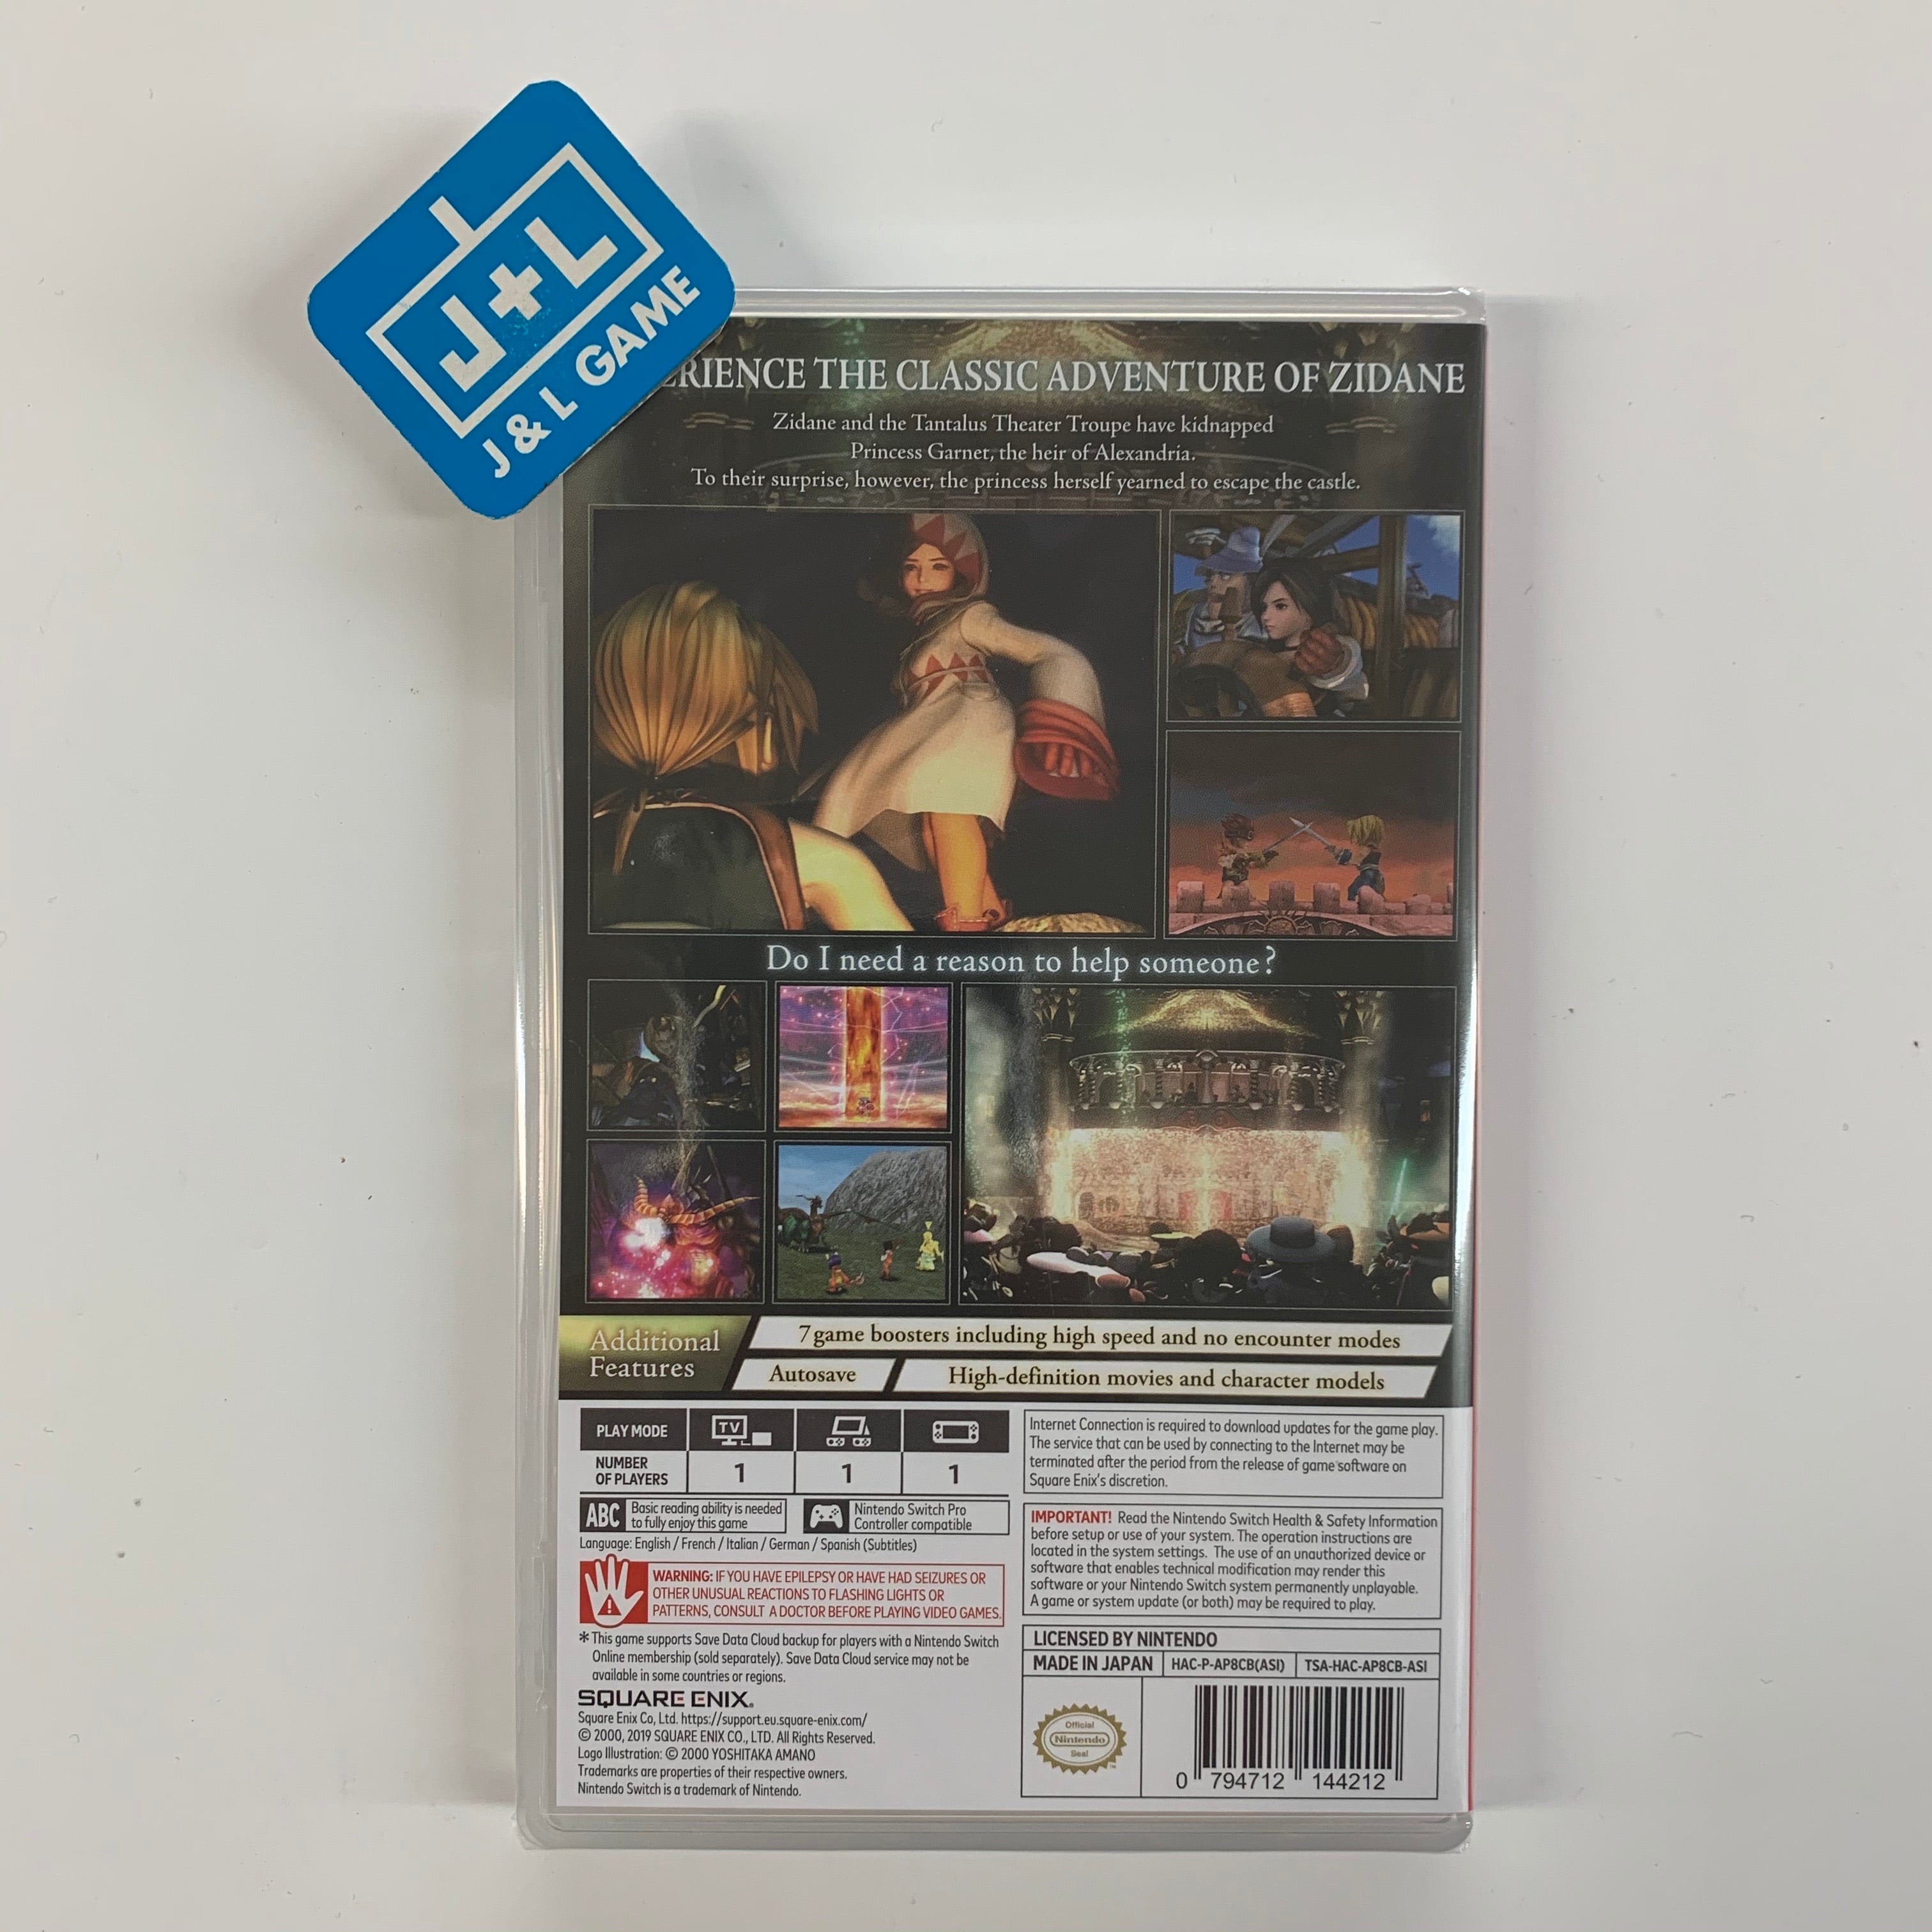 J+L
J & L GAME
ERIENCE THE CLASSIC ADVENTURE OF ZIDANE
Zidane and the Tantalus Theater Troupe have kidnapped
Princess Garnet, the heir of Alexandria.
To their surprise, however, the princess herself yearned to escape the castle.
Do I need a reason to help someone?
Additional
Features
7 game boosters including high speed and no encounter modes
Autosave
High-definition movies and character models
PLAY MODE
TV
NUMBER
OF PLAYERS
1
1
1
ABC
Basic reading ability is needed
to fully enjoy this game
Nintendo Switch Pro
Controller compatible
Language: English / French / Italian / German / Spanish (Subtitles)
WARNING: IF YOU HAVE EPILEPSY OR HAVE HAD SEIZURES OR
OTHER UNUSUAL REACTIONS TO FLASHING LIGHTS OR
PATTERNS, CONSULT A DOCTOR BEFORE PLAYING VIDEO GAMES.
*This game supports Save Data Cloud backup for players with a Nintendo Switch
Online membership (sold separately). Save Data Cloud service may not be
available in some countries or regions.
SQUARE ENIX.
Square Enix Co, Ltd. https://support.eu.square-enix.com/
© 2000, 2019 SQUARE ENIX CO., LTD. All Rights Reserved.
Logo Illustration: © 2000 YOSHITAKA AMANO
Trademarks are properties of their respective owners.
Nintendo Switch is a trademark of Nintendo.
Internet Connection is required to download updates for the game play.
The service that can be used by connecting to the Internet may be
terminated after the period from the release of game software on
Square Enix's discretion.
IMPORTANT! Read the Nintendo Switch Health & Safety Information
before setup or use of your system. The operation instructions are
located in the system settings. The use of an unauthorized device or
software that enables technical modification may render this
software or your Nintendo Switch system permanently unplayable.
A game or system update (or both) may be required to play.
LICENSED BY NINTENDO
MADE IN JAPAN
HAC-P-AP8CB(ASI)
TSA-HAC-AP8CB-ASI
Official
Nintendo
Seal
TM
0 794712 144212